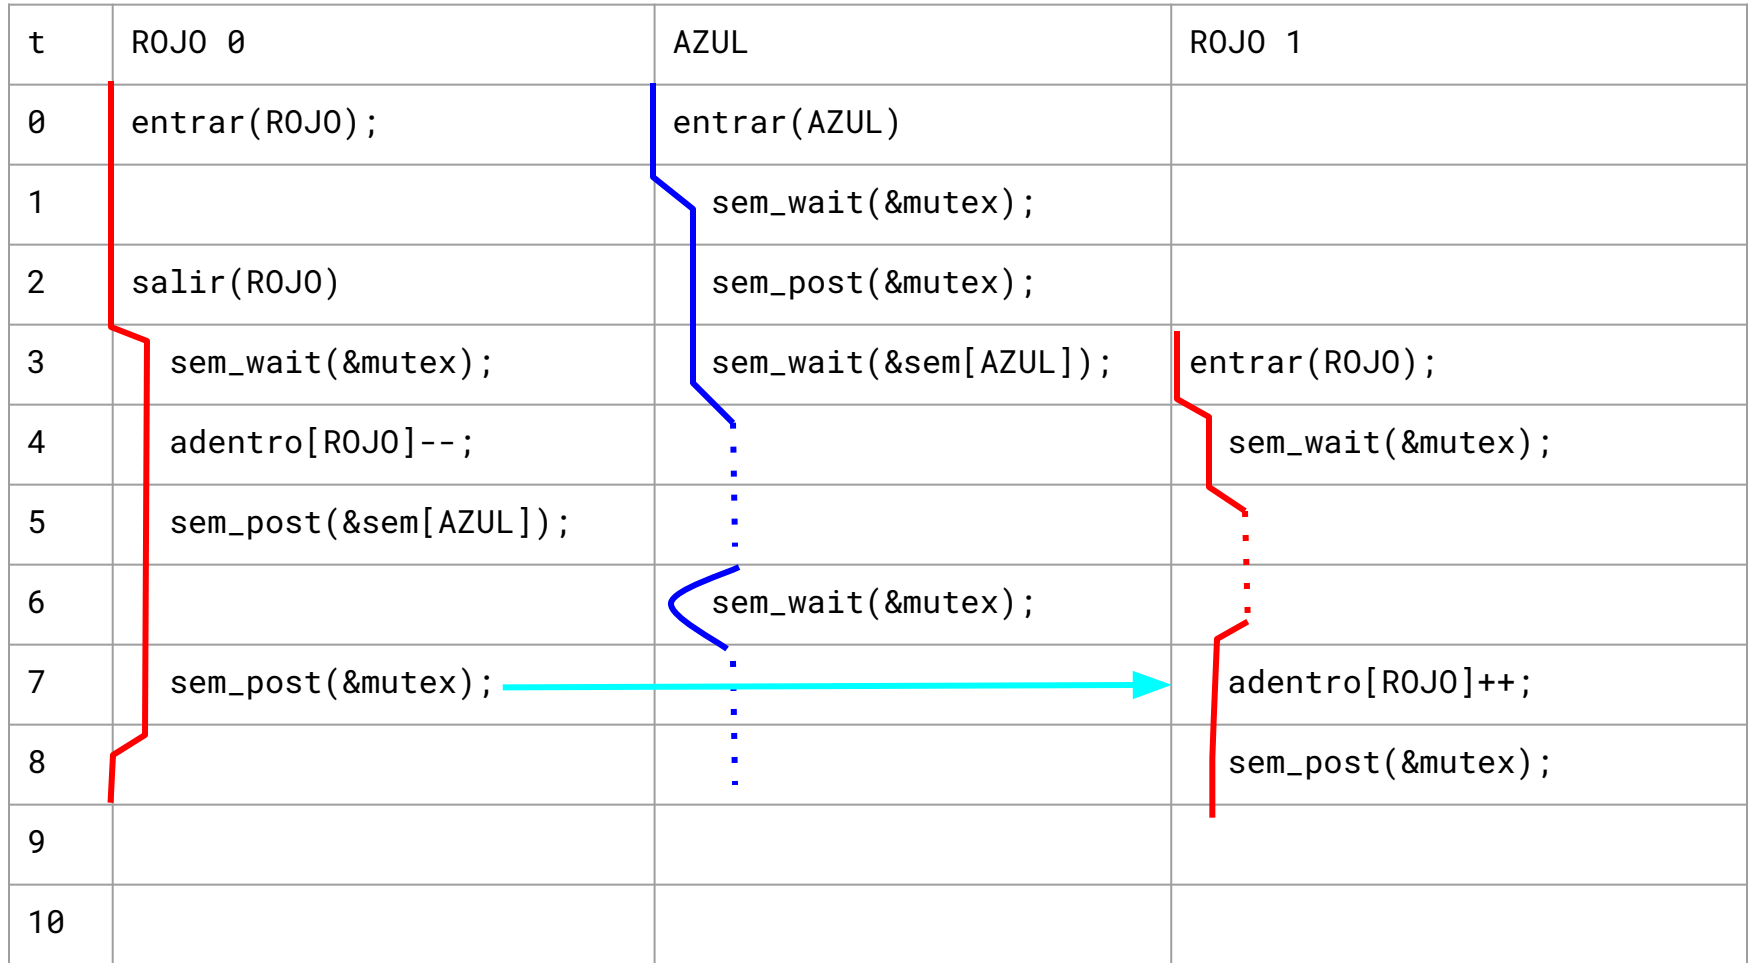 t ROJO 0 AZUL ROJO 1
0 entrar(ROJO); entrar(AZUL)
1 sem_wait(&mutex);
2 salir(ROJO) sem_post(&mutex);
3 sem_wait(&mutex); sem_wait(&sem[AZUL]); entrar(ROJO);
4 adentro[ROJO]--; sem_wait(&mutex);
5 sem_post(&sem[AZUL]);
6 sem_wait(&mutex);
7 sem_post(&mutex); adentro[ROJO]++;
8 sem_post(&mutex);
9
10